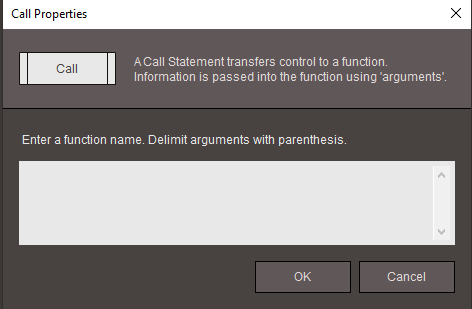 Call Properties
Call
A Call Statement transfers control to a function.
Information is passed into the function using 'arguments'.
Enter a function name. Delimit arguments with parenthesis.
OK
Cancel